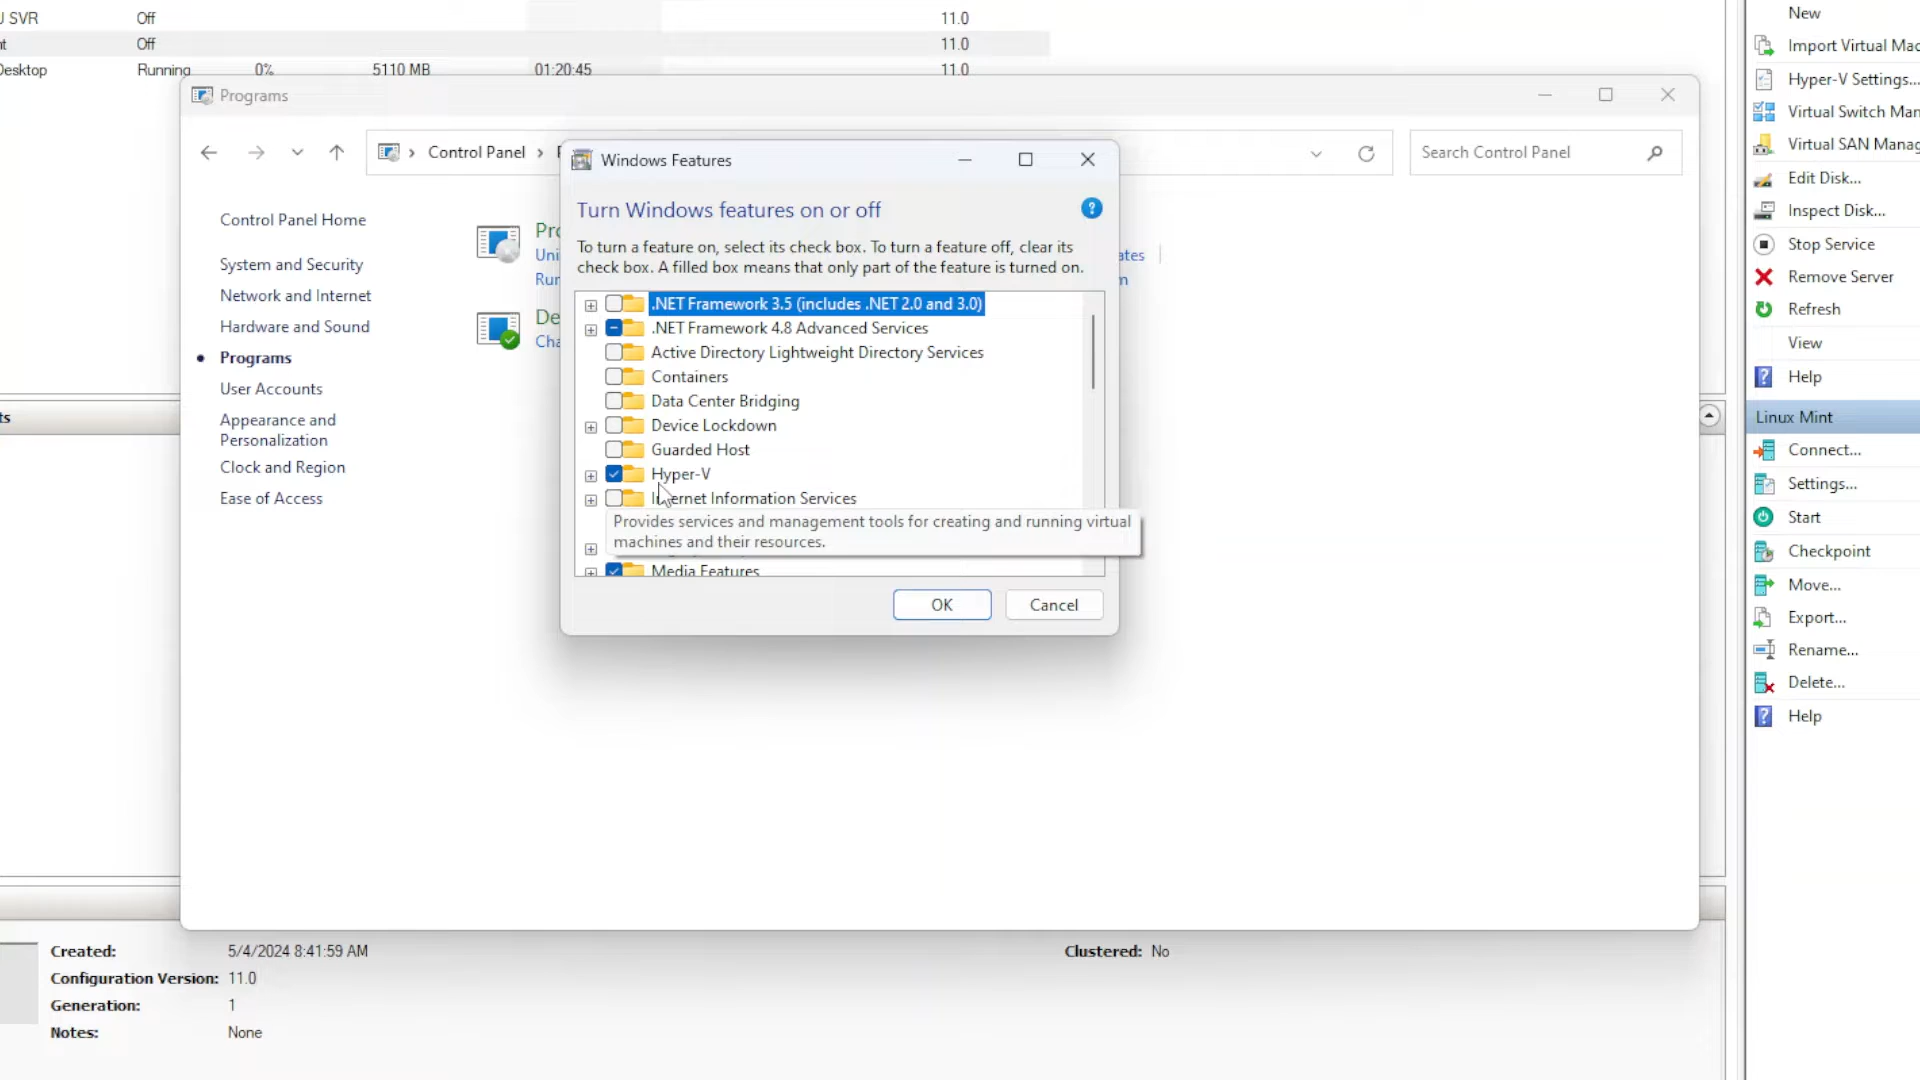 SVR Off 11.0
Off 11.0
Desktop Running 0% 5110 MB 01:20:45 11.0
Programs
Control Panel
Search Control Panel
Control Panel Home
System and Security
Network and Internet
Hardware and Sound
Programs
User Accounts
Appearance and
Personalization
Clock and Region
Ease of Access
Windows Features
Turn Windows features on or off
To turn a feature on, select its check box. To turn a feature off, clear its
check box. A filled box means that only part of the feature is turned on.
.NET Framework 3.5 (includes .NET 2.0 and 3.0)
.NET Framework 4.8 Advanced Services
Active Directory Lightweight Directory Services
Containers
Data Center Bridging
Device Lockdown
Guarded Host
Hyper-V
Internet Information Services
Provides services and management tools for creating and running virtual
machines and their resources.
Media Features
OK
Cancel
New
Import Virtual Mac
Hyper-V Settings...
Virtual Switch Man
Virtual SAN Manag
Edit Disk...
Inspect Disk...
Stop Service
Remove Server
Refresh
View
Help
Linux Mint
Connect...
Settings...
Start
Checkpoint
Move...
Export...
Rename...
Delete...
Help
Created: 5/4/2024 8:41:59 AM
Clustered: No
Configuration Version: 11.0
Generation: 1
Notes: None